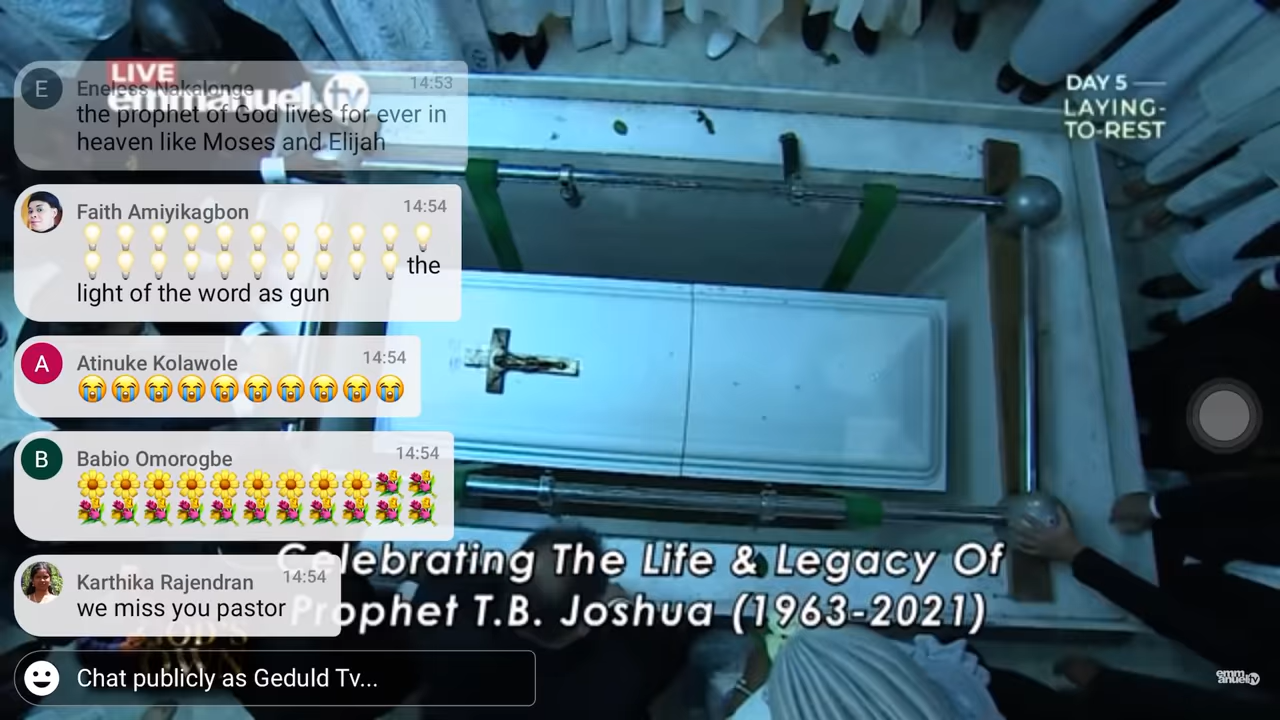 LIVE
emmanuel.tv
DAY 5
LAYING-
TO-REST
E
Eneless Nakalonge 14:53
the prophet of God lives for ever in
heaven like Moses and Elijah
Faith Amiyikagbon 14:54
💡💡💡💡💡💡💡💡💡💡💡
💡💡💡💡💡💡💡💡💡💡 the
light of the word as gun
A
Atinuke Kolawole 14:54
😭😭😭😭😭😭😭😭😭😭
B
Babio Omorogbe 14:54
🌼🌼🌼🌼🌼🌼🌼🌼🌼💐💐
💐💐💐💐💐💐💐💐💐💐💐
Karthika Rajendran 14:54
we miss you pastor
Celebrating The Life & Legacy Of
Prophet T.B. Joshua (1963-2021)
GOD'S
Chat publicly as Geduld Tv...
emmanuel.tv